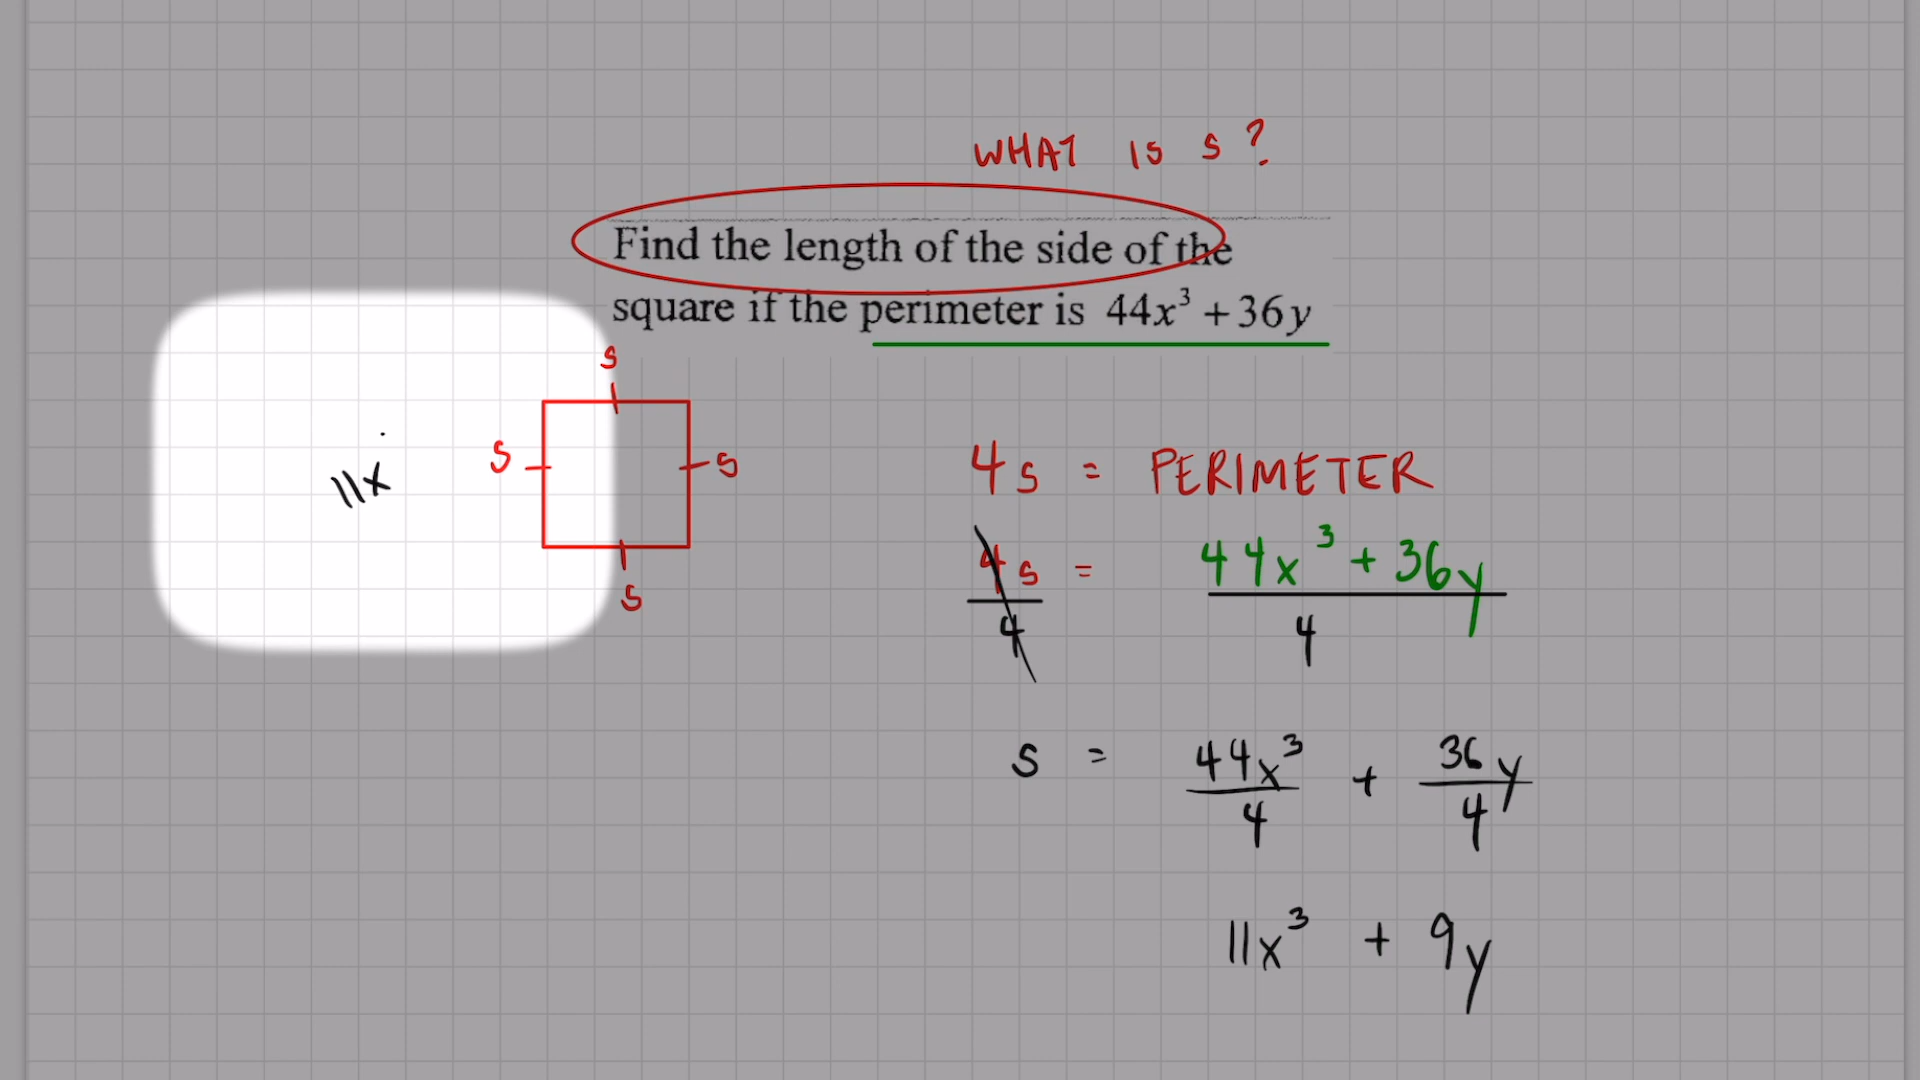 WHAT IS S?
Find the length of the side of the
square if the perimeter is 44x³ + 36y
S
S
S
S
11x
4s = PERIMETER
4s/4 = 44x³ + 36y/4
s = 44x³/4 + 36y/4
11x³ + 9y